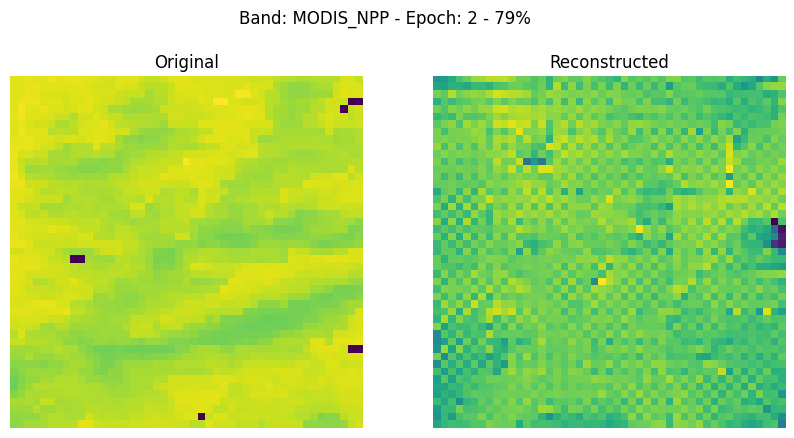 Band: MODIS_NPP - Epoch: 2 - 79%
Original
Reconstructed